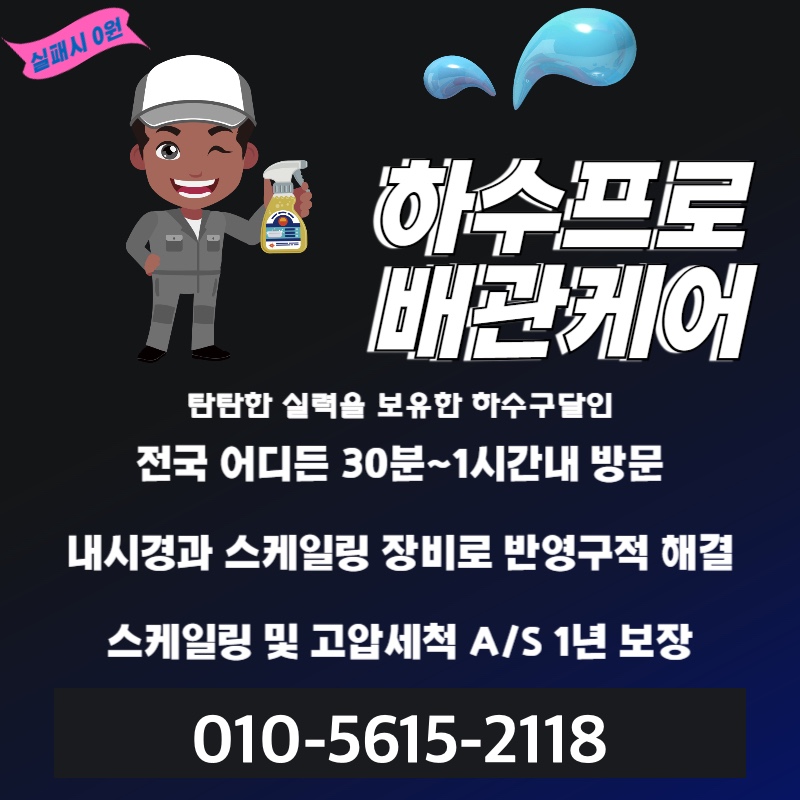 실패시 0원
하수프로
배관케어
탄탄한 실력을 보유한 하수구달인
전국 어디든 30분~1시간내 방문
내시경과 스케일링 장비로 반영구적 해결
스케일링 및 고압세척 A/S 1년 보장
010-5615-2118